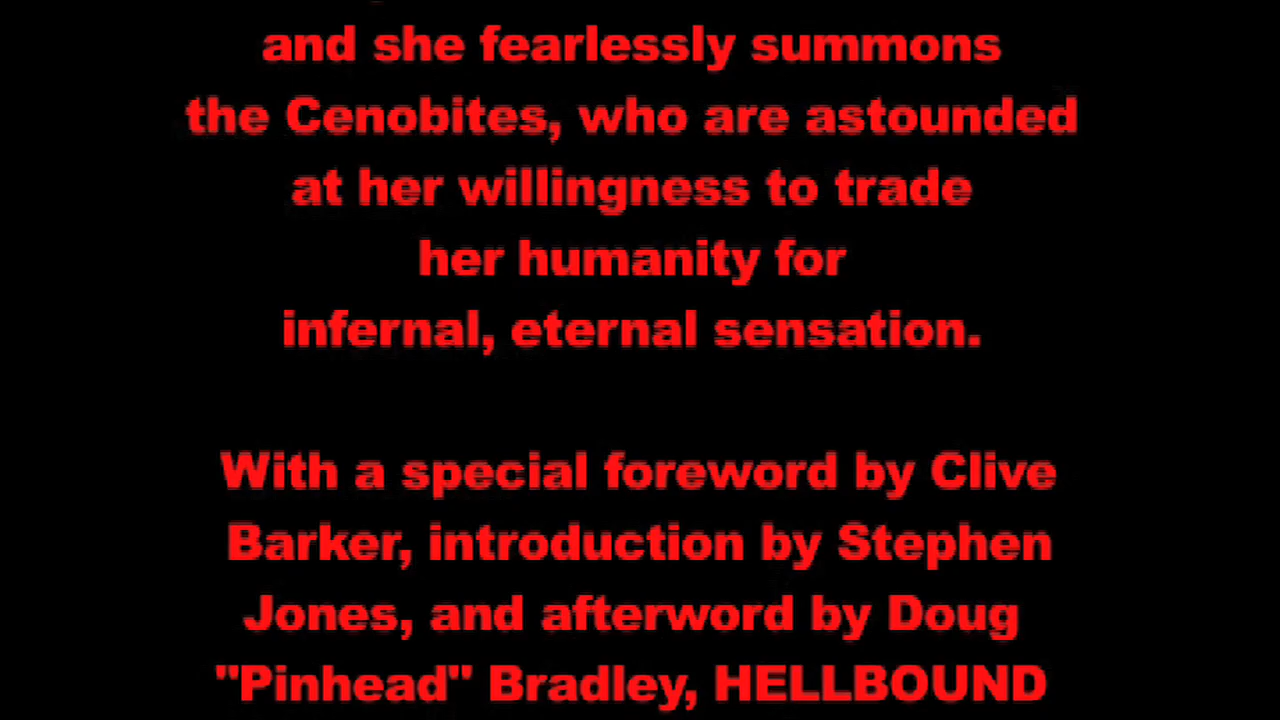 and she fearlessly summons
the Cenobites, who are astounded
at her willingness to trade
her humanity for
infernal, eternal sensation.
With a special foreword by Clive
Barker, introduction by Stephen
Jones, and afterword by Doug
"Pinhead" Bradley, HELLBOUND